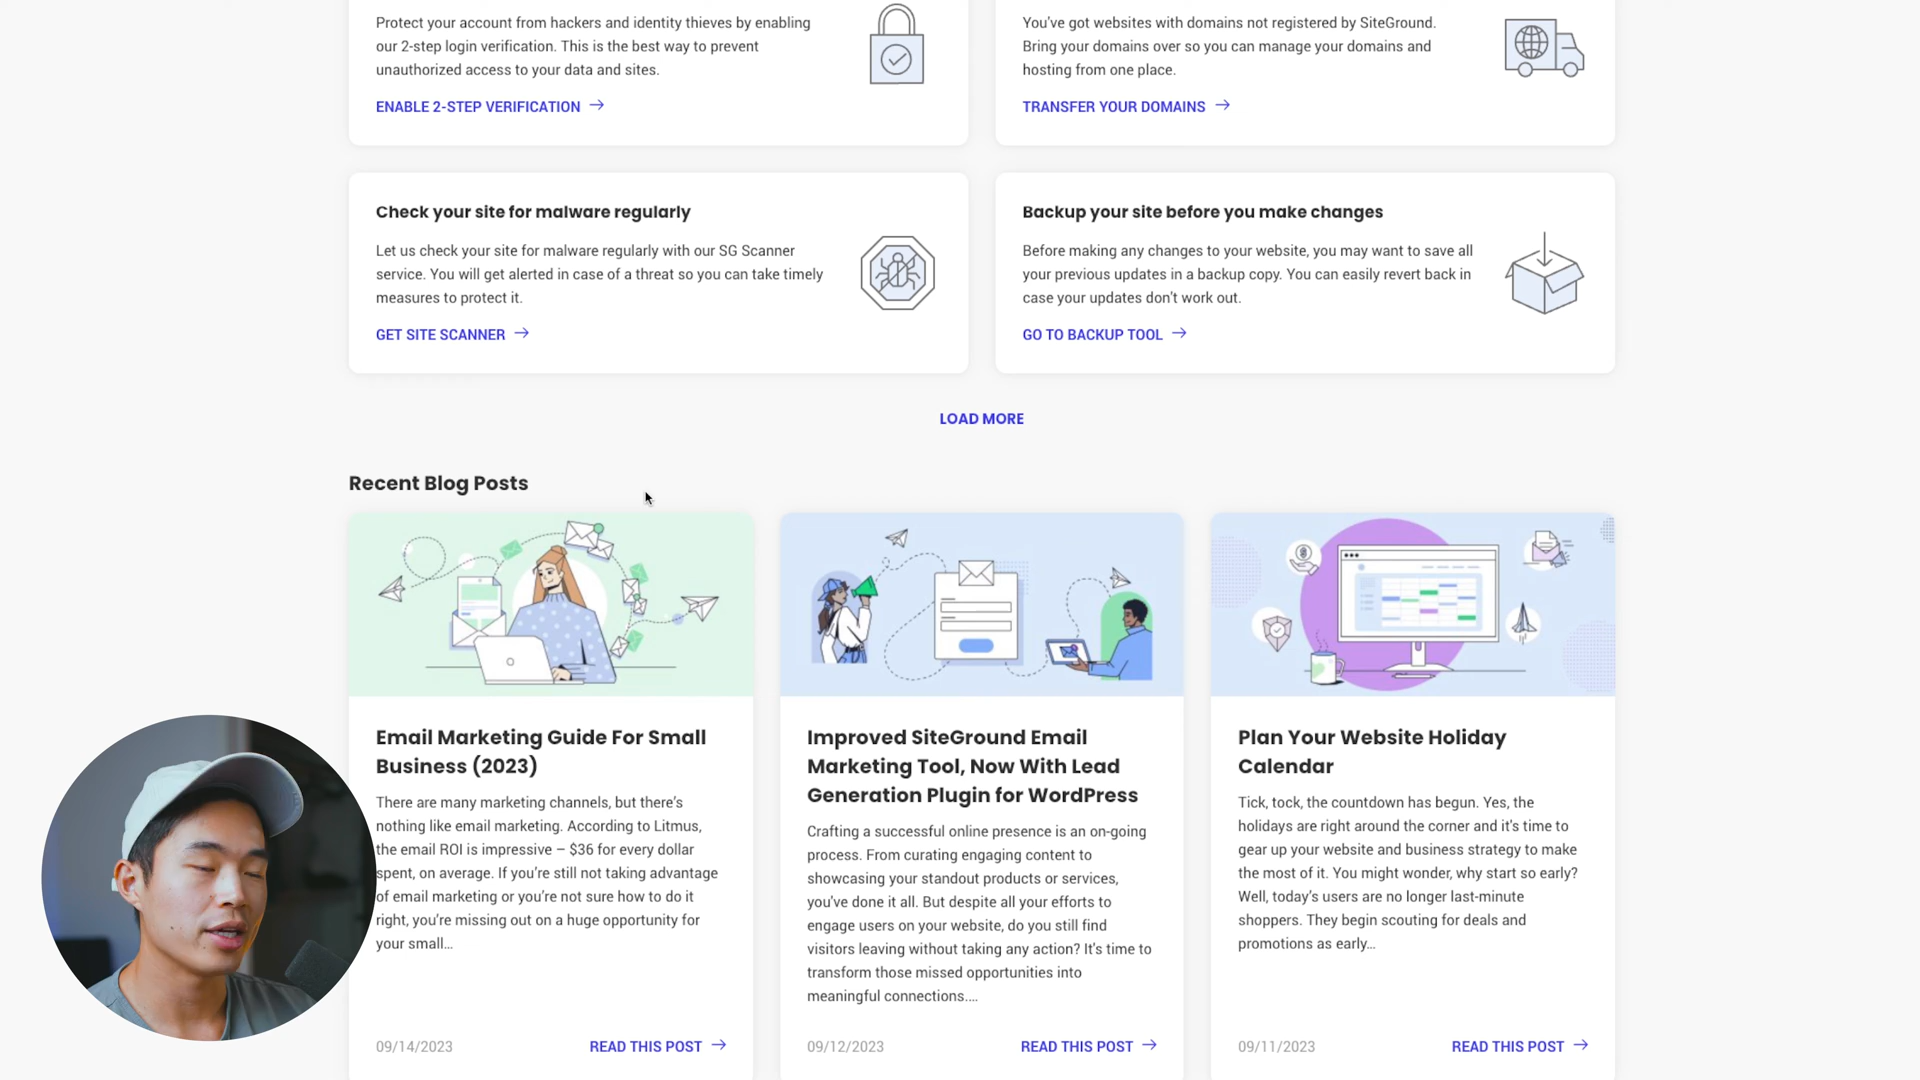 Protect your account from hackers and identity thieves by enabling
our 2-step login verification. This is the best way to prevent
unauthorized access to your data and sites.
ENABLE 2-STEP VERIFICATION
You've got websites with domains not registered by SiteGround.
Bring your domains over so you can manage your domains and
hosting from one place.
TRANSFER YOUR DOMAINS
Check your site for malware regularly
Let us check your site for malware regularly with our SG Scanner
service. You will get alerted in case of a threat so you can take timely
measures to protect it.
GET SITE SCANNER
Backup your site before you make changes
Before making any changes to your website, you may want to save all
your previous updates in a backup copy. You can easily revert back in
case your updates don't work out.
GO TO BACKUP TOOL
LOAD MORE
Recent Blog Posts
Email Marketing Guide For Small
Business (2023)
There are many marketing channels, but there's
nothing like email marketing. According to Litmus,
the email ROI is impressive – $36 for every dollar
spent, on average. If you're still not taking advantage
of email marketing or you're not sure how to do it
right, you're missing out on a huge opportunity for
your small...
09/14/2023
READ THIS POST
Improved SiteGround Email
Marketing Tool, Now With Lead
Generation Plugin for WordPress
Crafting a successful online presence is an on-going
process. From curating engaging content to
showcasing your standout products or services,
you've done it all. But despite all your efforts to
engage users on your website, do you still find
visitors leaving without taking any action? It's time to
transform those missed opportunities into
meaningful connections....
09/12/2023
READ THIS POST
Plan Your Website Holiday
Calendar
Tick, tock, the countdown has begun. Yes, the
holidays are right around the corner and it's time to
gear up your website and business strategy to make
the most of it. You might wonder, why start so early?
Well, today's users are no longer last-minute
shoppers. They begin scouting for deals and
promotions as early...
09/11/2023
READ THIS POST